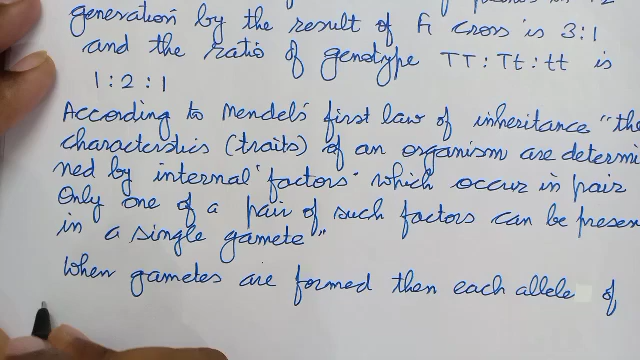 generation by the result of F1 cross is 3:1
and the ratio of genotype TT: Tt: tt is
1:2:1
According to Mendel's first law of inheritance "the
characterstics (traits) of an organism are determi
ned by internal 'factors' which occur in pair
Only one of a pair of such factors can be presen
in a single gamete"
When gametes are formed then each allele of